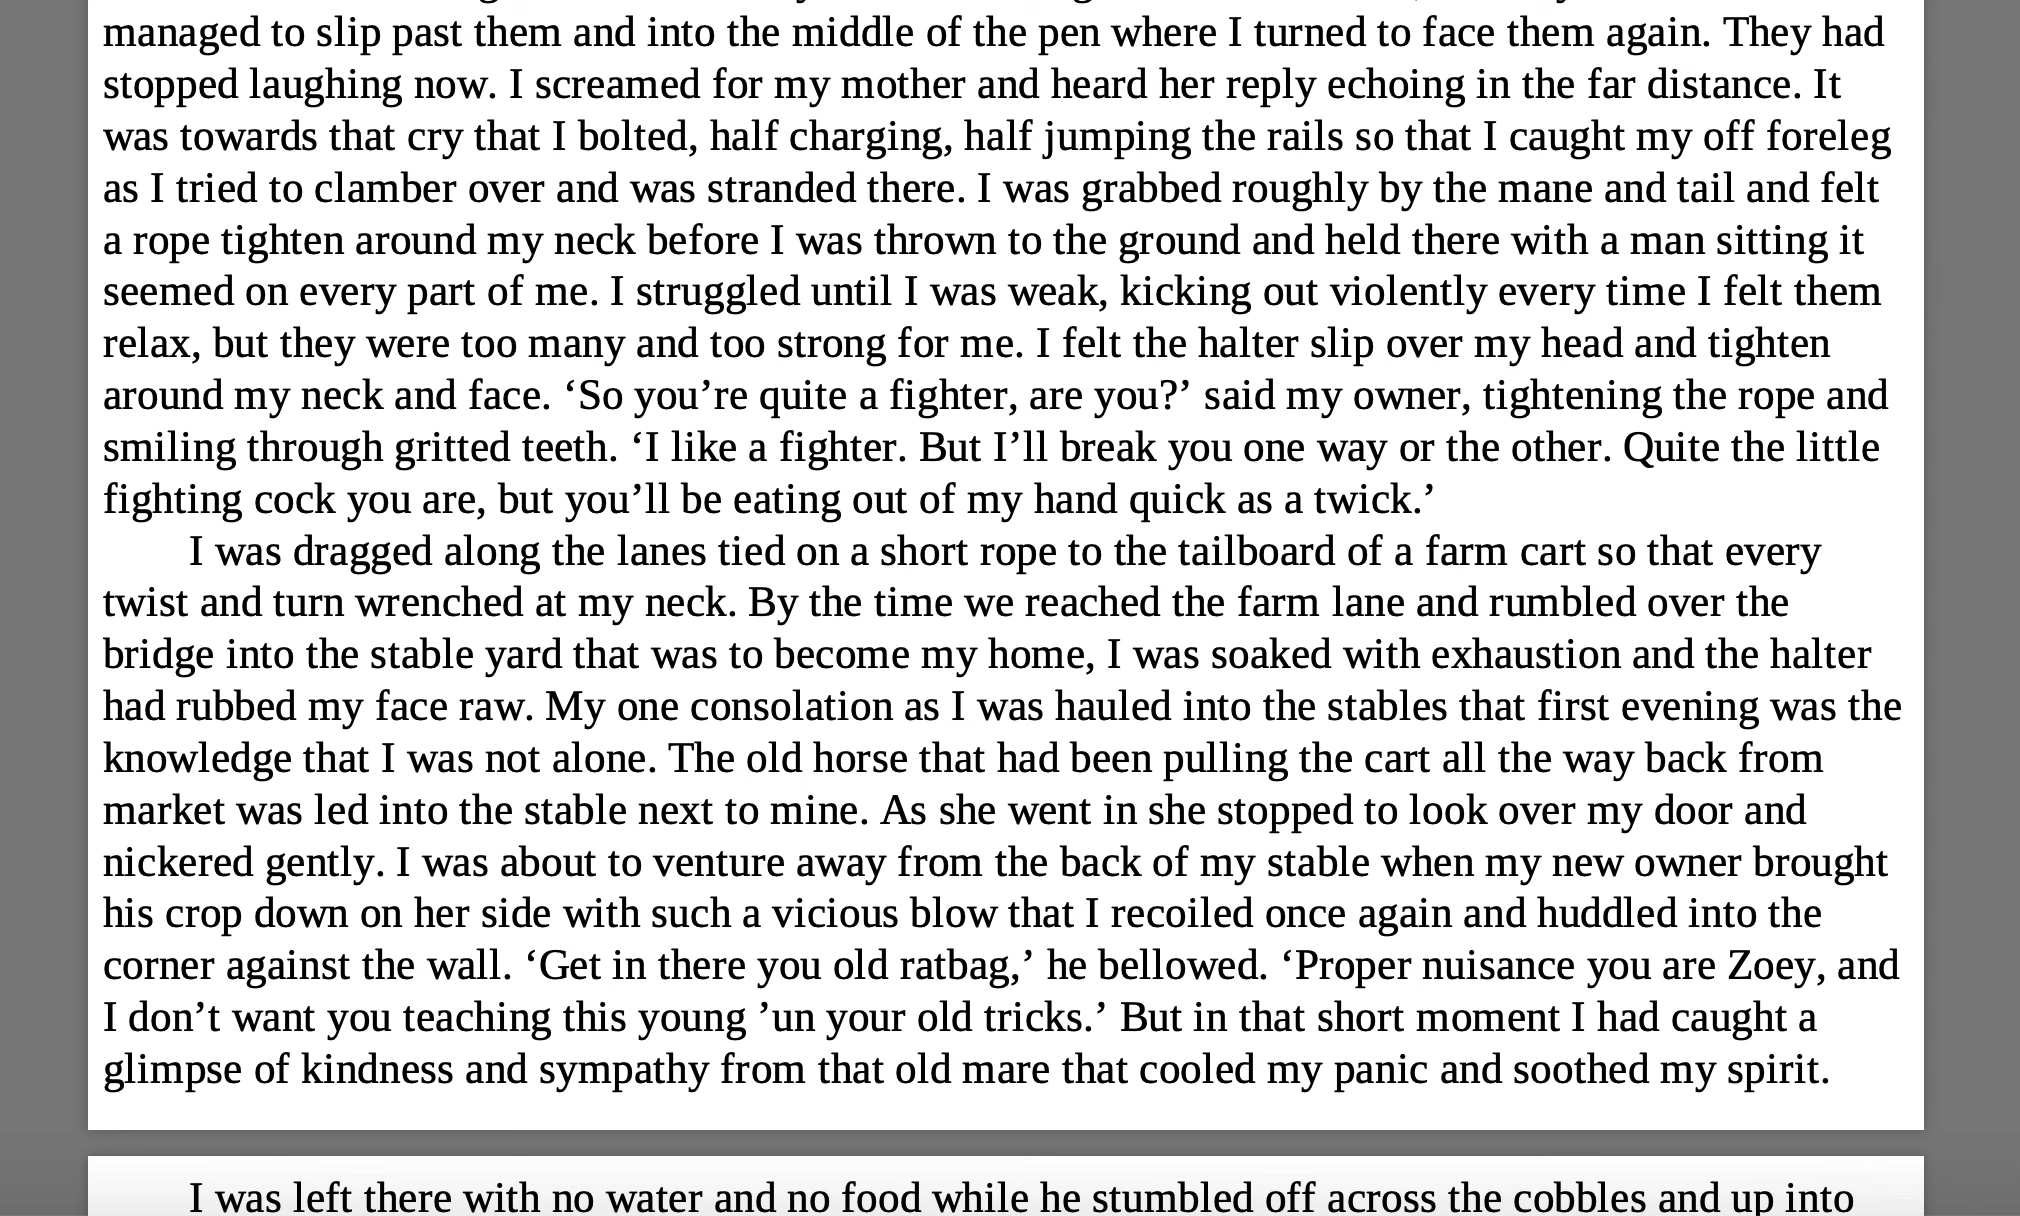 managed to slip past them and into the middle of the pen where I turned to face them again. They had
stopped laughing now. I screamed for my mother and heard her reply echoing in the far distance. It
was towards that cry that I bolted, half charging, half jumping the rails so that I caught my off foreleg
as I tried to clamber over and was stranded there. I was grabbed roughly by the mane and tail and felt
a rope tighten around my neck before I was thrown to the ground and held there with a man sitting it
seemed on every part of me. I struggled until I was weak, kicking out violently every time I felt them
relax, but they were too many and too strong for me. I felt the halter slip over my head and tighten
around my neck and face. ‘So you’re quite a fighter, are you?’ said my owner, tightening the rope and
smiling through gritted teeth. ‘I like a fighter. But I’ll break you one way or the other. Quite the little
fighting cock you are, but you’ll be eating out of my hand quick as a twick.’
I was dragged along the lanes tied on a short rope to the tailboard of a farm cart so that every
twist and turn wrenched at my neck. By the time we reached the farm lane and rumbled over the
bridge into the stable yard that was to become my home, I was soaked with exhaustion and the halter
had rubbed my face raw. My one consolation as I was hauled into the stables that first evening was the
knowledge that I was not alone. The old horse that had been pulling the cart all the way back from
market was led into the stable next to mine. As she went in she stopped to look over my door and
nickered gently. I was about to venture away from the back of my stable when my new owner brought
his crop down on her side with such a vicious blow that I recoiled once again and huddled into the
corner against the wall. ‘Get in there you old ratbag,’ he bellowed. ‘Proper nuisance you are Zoey, and
I don’t want you teaching this young ’un your old tricks.’ But in that short moment I had caught a
glimpse of kindness and sympathy from that old mare that cooled my panic and soothed my spirit.
I was left there with no water and no food while he stumbled off across the cobbles and up into